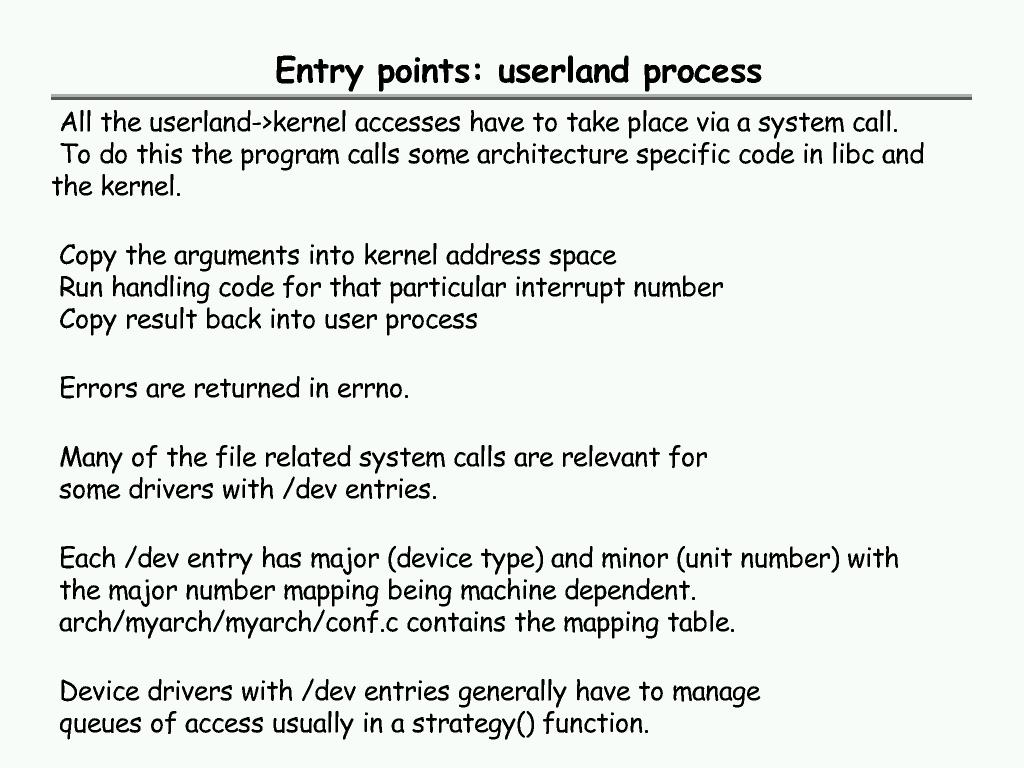 Entry points: userland process
All the userland->kernel accesses have to take place via a system call.
To do this the program calls some architecture specific code in libc and
the kernel.
Copy the arguments into kernel address space
Run handling code for that particular interrupt number
Copy result back into user process
Errors are returned in errno.
Many of the file related system calls are relevant for
some drivers with /dev entries.
Each /dev entry has major (device type) and minor (unit number) with
the major number mapping being machine dependent.
arch/myarch/myarch/conf.c contains the mapping table.
Device drivers with /dev entries generally have to manage
queues of access usually in a strategy() function.